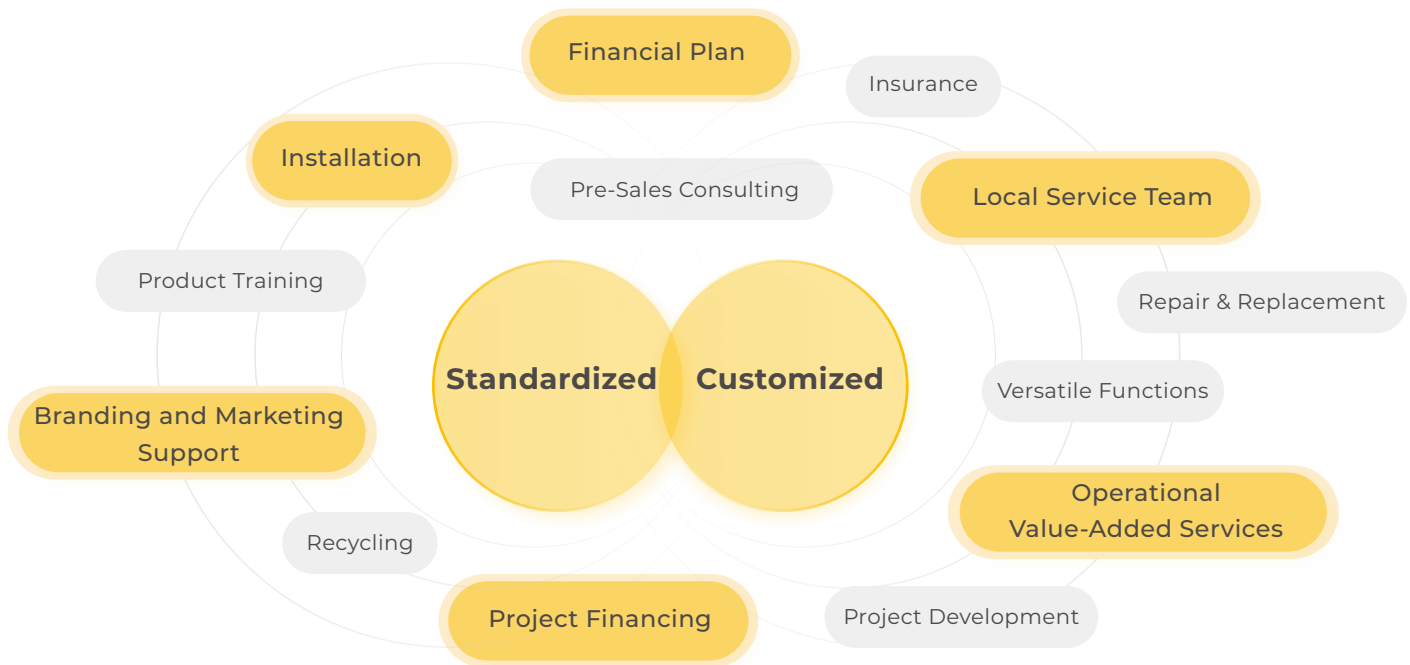 Financial Plan
Insurance
Installation
Pre-Sales Consulting
Local Service Team
Product Training
Repair & Replacement
Standardized
Customized
Versatile Functions
Branding and Marketing
Support
Operational
Value-Added Services
Recycling
Project Financing
Project Development